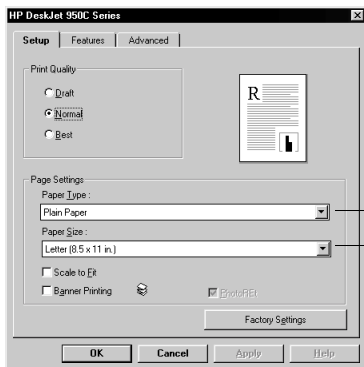 HP DeskJet 950C Series
Setup Features Advanced
Print Quality
Draft
Normal
Best
R
Page Settings
Paper Type :
Plain Paper
Paper Size :
Letter (8.5 x 11 in.)
Scale to Fit
Banner Printing PhotoREt
Factory Settings
OK Cancel Apply Help